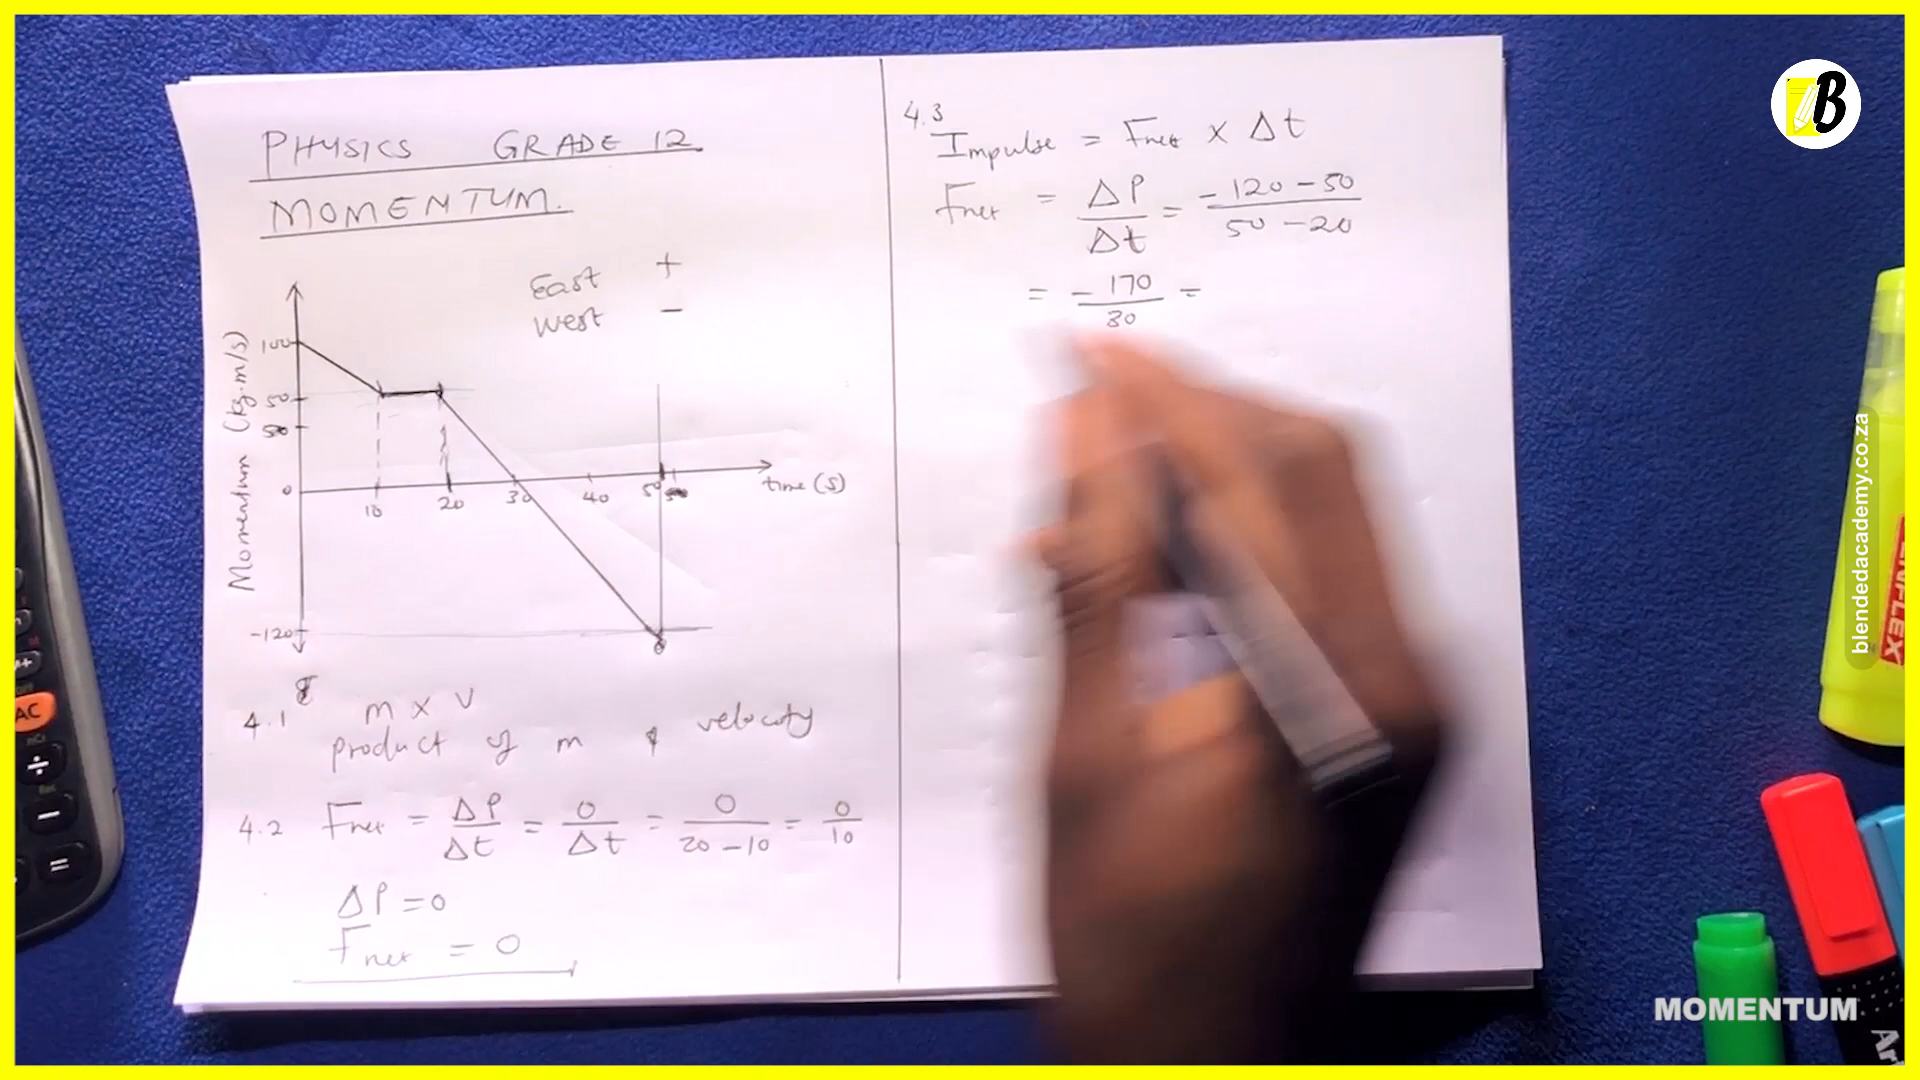 PHYSICS GRADE 12
MOMENTUM.
East +
West -
Momentum (kg.m/s)
100
50
0
-120
10 20 30 40 50
time (s)
4.1 m x v
product of m & velocity
4.2 Fnet = ΔP/Δt = 0/Δt = 0/20-10 = 0/10
ΔP = 0
Fnet = 0
4.3
Impulse = Fnet x Δt
Fnet = ΔP/Δt = -120-50/50-20
= -170/30 =
B
blendedacademy.co.za
MOMENTUM
AC
M+
÷
-
=